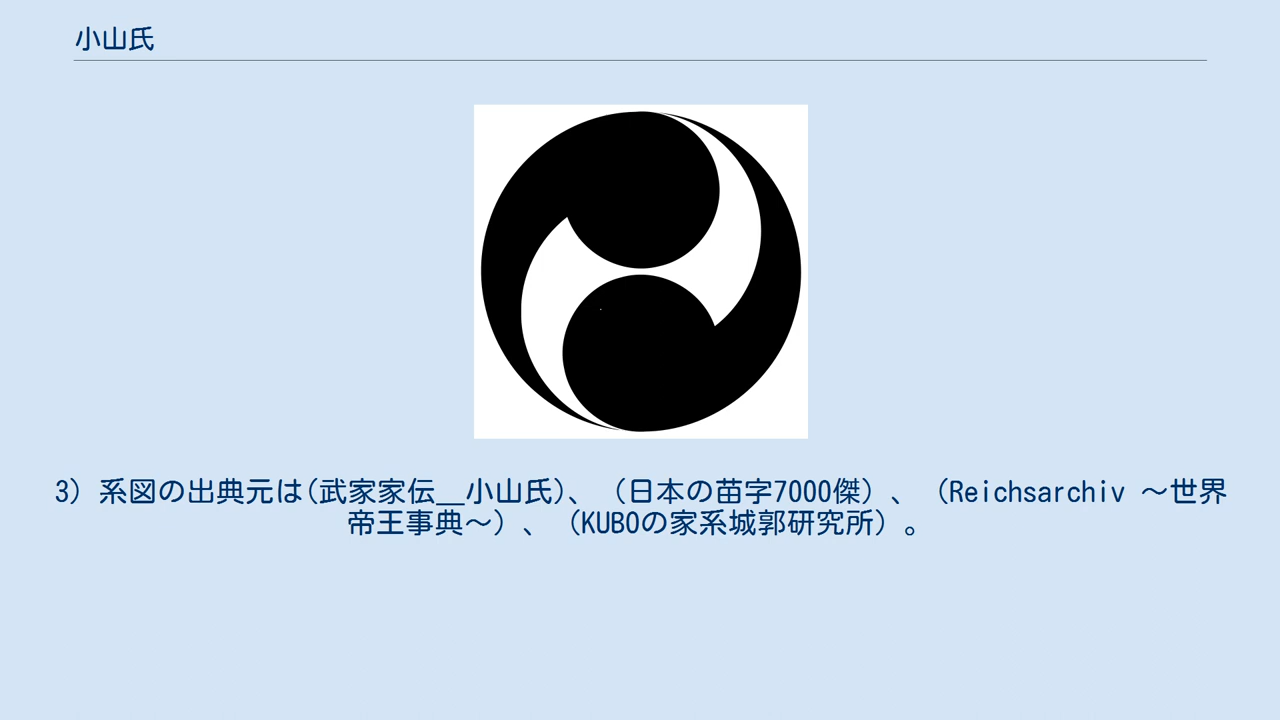 小山氏
3）系図の出典元は(武家家伝__小山氏)、（日本の苗字7000傑）、（Reichsarchiv ～世界
帝王事典～）、（KUBOの家系城郭研究所）。